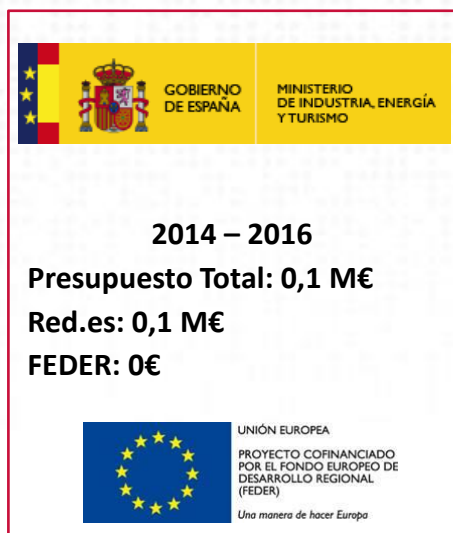 GOBIERNO
DE ESPAÑA
MINISTERIO
DE INDUSTRIA, ENERGÍA
Y TURISMO
2014 – 2016
Presupuesto Total: 0,1 M€
Red.es: 0,1 M€
FEDER: 0€
UNIÓN EUROPEA
PROYECTO COFINANCIADO
POR EL FONDO EUROPEO DE
DESARROLLO REGIONAL
(FEDER)
Una manera de hacer Europa